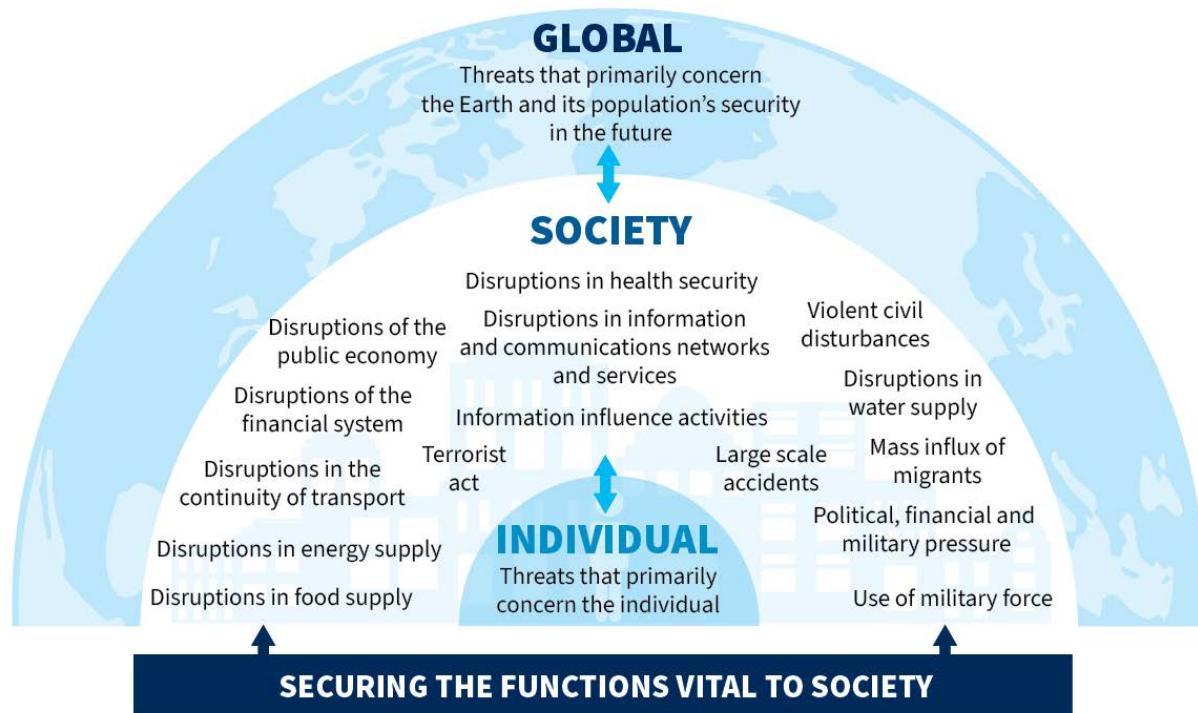 GLOBAL
Threats that primarily concern
the Earth and its population's security
in the future
SOCIETY
Disruptions in health security
Disruptions of the
public economy
Disruptions in information
and communications networks
and services
Violent civil
disturbances
Disruptions of the
financial system
Information influence activities
Disruptions in
water supply
Disruptions in the
continuity of transport
Terrorist
act
Large scale
accidents
Mass influx of
migrants
Disruptions in energy supply
Political, financial and
military pressure
Disruptions in food supply
Use of military force
INDIVIDUAL
Threats that primarily
concern the individual
SECURING THE FUNCTIONS VITAL TO SOCIETY